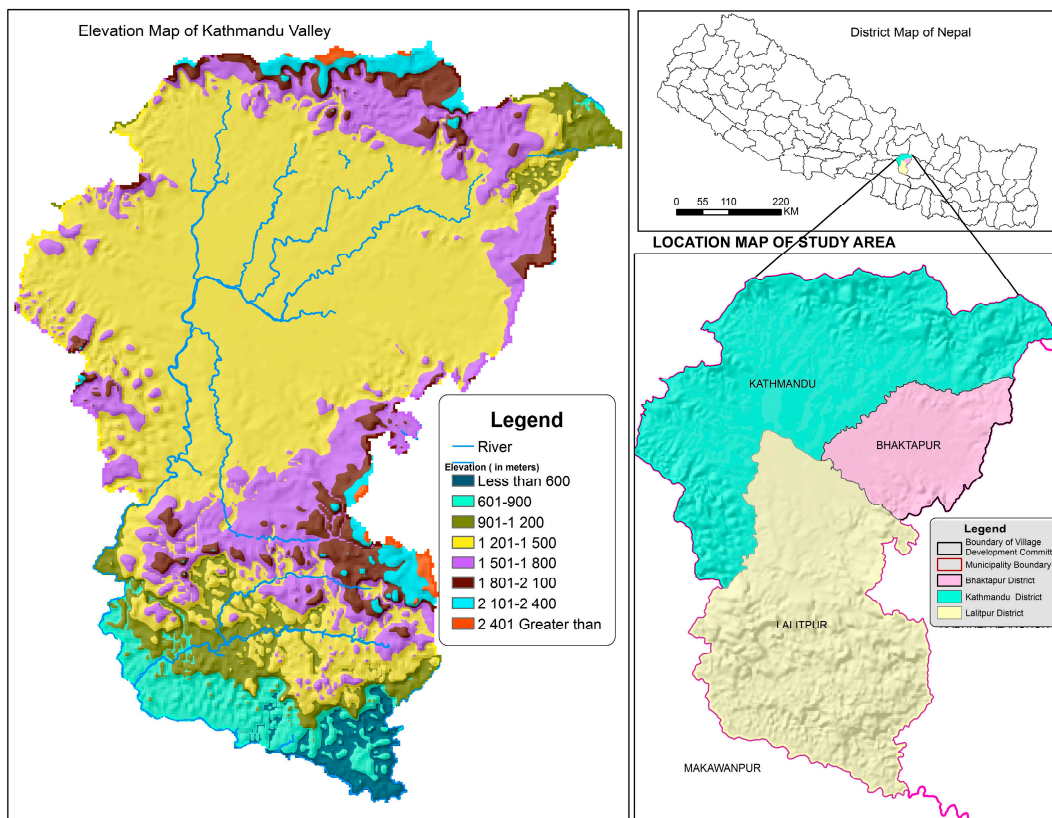 Elevation Map of Kathmandu Valley
Legend
River
Elevation ( in meters)
Less than 600
601-900
901-1 200
1 201-1 500
1 501-1 800
1 801-2 100
2 101-2 400
2 401 Greater than
District Map of Nepal
0 55 110 220
KM
LOCATION MAP OF STUDY AREA
KATHMANDU
BHAKTAPUR
LALITPUR
MAKAWANPUR
Legend
Boundary of Village
Development Committ
Municipality Boundary
Bhaktapur District
Kathmandu District
Lalitpur District